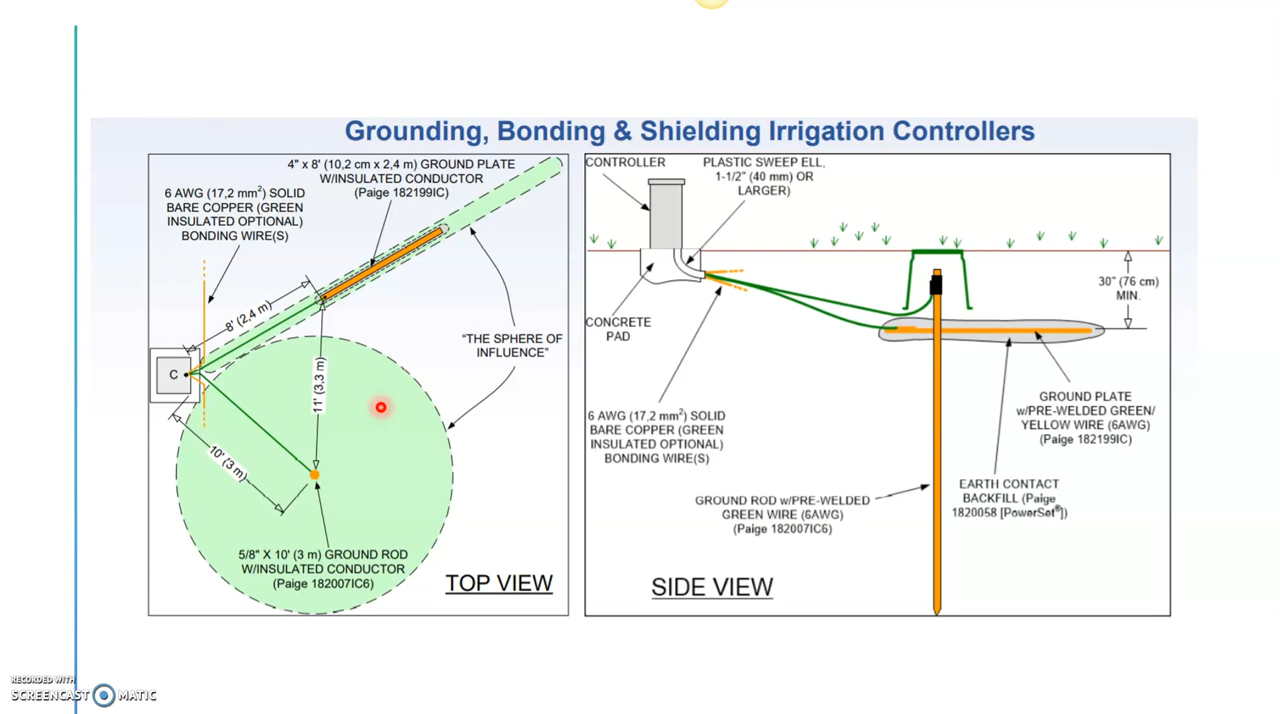 Grounding, Bonding & Shielding Irrigation Controllers
4" x 8' (10,2 cm x 2,4 m) GROUND PLATE
W/INSULATED CONDUCTOR
(Paige 182199IC)
6 AWG (17,2 mm²) SOLID
BARE COPPER (GREEN
INSULATED OPTIONAL)
BONDING WIRE(S)
8' (2,4 m)
"THE SPHERE OF
INFLUENCE"
C
11' (3,3 m)
10' (3 m)
5/8" X 10' (3 m) GROUND ROD
W/INSULATED CONDUCTOR
(Paige 182007IC6)
TOP VIEW
CONTROLLER
PLASTIC SWEEP ELL,
1-1/2" (40 mm) OR
LARGER)
30" (76 cm)
MIN.
CONCRETE
PAD
6 AWG (17,2 mm²) SOLID
BARE COPPER (GREEN
INSULATED OPTIONAL)
BONDING WIRE(S)
GROUND PLATE
w/PRE-WELDED GREEN/
YELLOW WIRE (6AWG)
(Paige 182199IC)
EARTH CONTACT
BACKFILL (Paige
1820058 [PowerSet®])
GROUND ROD w/PRE-WELDED
GREEN WIRE (6AWG)
(Paige 182007IC6)
SIDE VIEW
RECORDED WITH
SCREENCAST MATIC